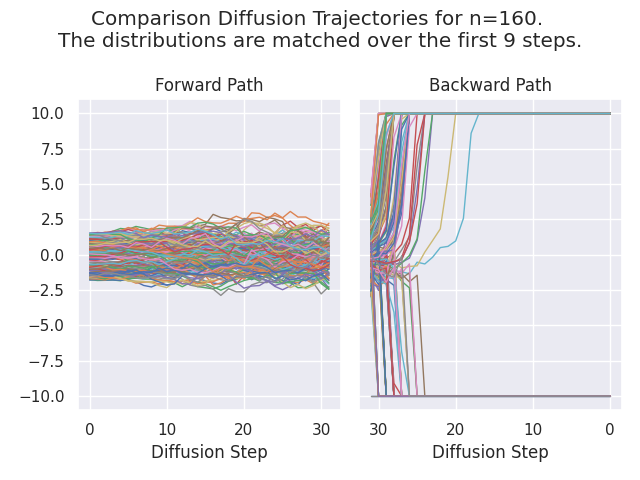 Comparison Diffusion Trajectories for n=160.
The distributions are matched over the first 9 steps.
Forward Path
Backward Path
10.0
7.5
5.0
2.5
0.0
−2.5
−5.0
−7.5
−10.0
0 10 20 30
30 20 10 0
Diffusion Step
Diffusion Step